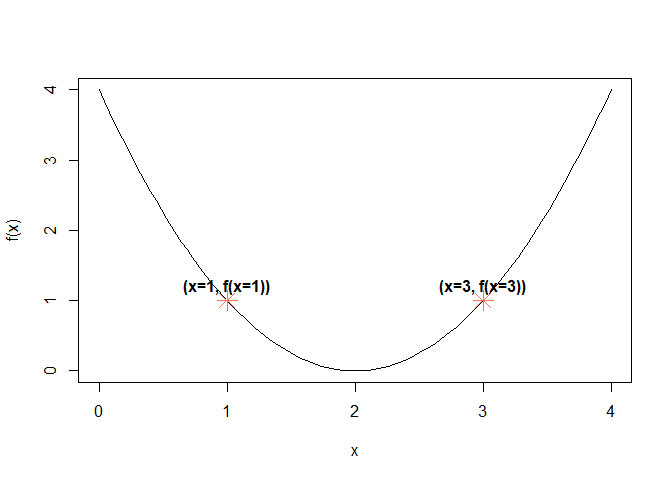 4
3
2
1
0
f(x)
(x=1, f(x=1))
(x=3, f(x=3))
0 1 2 3 4
x